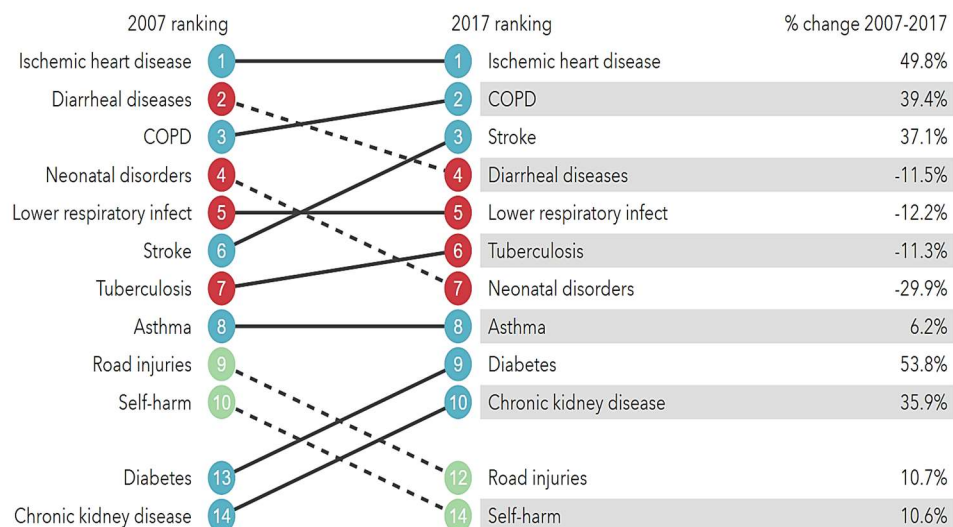 2007 ranking 2017 ranking % change 2007-2017
Ischemic heart disease 1 1 Ischemic heart disease 49.8%
Diarrheal diseases 2 2 COPD 39.4%
COPD 3 3 Stroke 37.1%
Neonatal disorders 4 4 Diarrheal diseases -11.5%
Lower respiratory infect 5 5 Lower respiratory infect -12.2%
Stroke 6 6 Tuberculosis -11.3%
Tuberculosis 7 7 Neonatal disorders -29.9%
Asthma 8 8 Asthma 6.2%
Road injuries 9 9 Diabetes 53.8%
Self-harm 10 10 Chronic kidney disease 35.9%
Diabetes 13 12 Road injuries 10.7%
Chronic kidney disease 14 14 Self-harm 10.6%